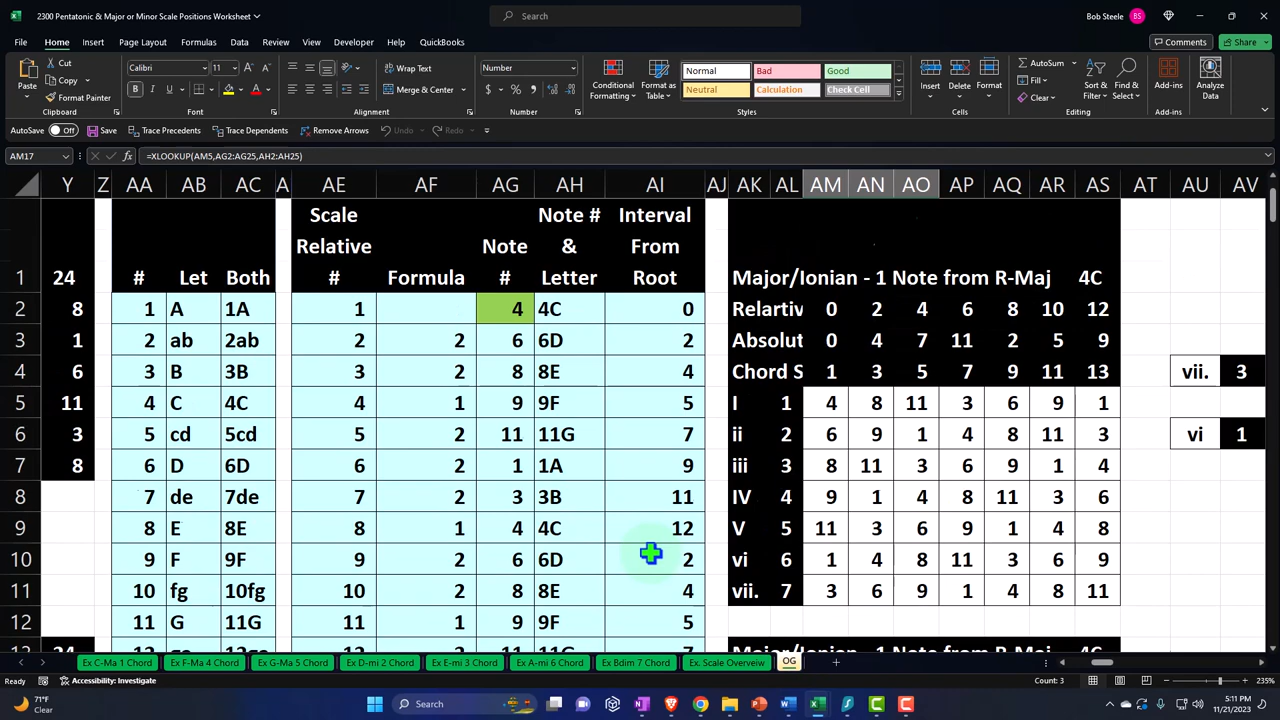 2300 Pentatonic & Major or Minor Scale Positions Worksheet
Search
Bob Steele BS
File Home Insert Page Layout Formulas Data Review View Developer Help QuickBooks
Comments Share
Paste Cut Copy Format Painter Clipboard
Calibri 11 B I U Font
Wrap Text Merge & Center Alignment
Number $ % Number
Conditional Formatting Format as Table
Normal Bad Good
Neutral Calculation Check Cell
Styles
Insert Delete Format Cells
AutoSum Fill Clear Sort & Filter Find & Select Editing
Add-ins Add-ins
Analyze Data
AutoSave Off Save Trace Precedents Trace Dependents Remove Arrows Undo Redo
AM17 fx =XLOOKUP(AM5,AG2:AG25,AH2:AH25)
Y Z AA AB AC A AE AF AG AH AI AJ AK AL AM AN AO AP AQ AR AS AT AU AV
Scale Note # Interval
Relative Note & From
1 24 # Let Both # Formula # Letter Root Major/Ionian - 1 Note from R-Maj 4C
2 8 1 A 1A 1 4 4C 0 Relartiv 0 2 4 6 8 10 12
3 1 2 ab 2ab 2 2 6 6D 2 Absolut 0 4 7 11 2 5 9
4 6 3 B 3B 3 2 8 8E 4 Chord S 1 3 5 7 9 11 13 vii. 3
5 11 4 C 4C 4 1 9 9F 5 I 1 4 8 11 3 6 9 1
6 3 5 cd 5cd 5 2 11 11G 7 ii 2 6 9 1 4 8 11 3 vi 1
7 8 6 D 6D 6 2 1 1A 9 iii 3 8 11 3 6 9 1 4
8 7 de 7de 7 2 3 3B 11 IV 4 9 1 4 8 11 3 6
9 8 E 8E 8 1 4 4C 12 V 5 11 3 6 9 1 4 8
10 9 F 9F 9 2 6 6D 2 vi 6 1 4 8 11 3 6 9
11 10 fg 10fg 10 2 8 8E 4 vii. 7 3 6 9 1 4 8 11
12 11 G 11G 11 1 9 9F 5
Ex C-Ma 1 Chord Ex F-Ma 4 Chord Ex G-Ma 5 Chord Ex D-mi 2 Chord Ex E-mi 3 Chord Ex A-mi 6 Chord Ex Bdim 7 Chord Ex. Scale Overveiw OG
Ready Accessibility: Investigate Count: 3 235%
71°F
Clear
Search
5:11 PM
11/21/2023